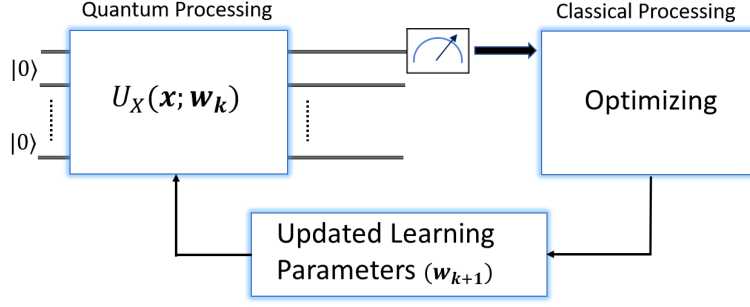 Quantum Processing
Classical Processing
|0⟩
U_X(x; w_k)
Optimizing
|0⟩
Updated Learning
Parameters (w_{k+1})